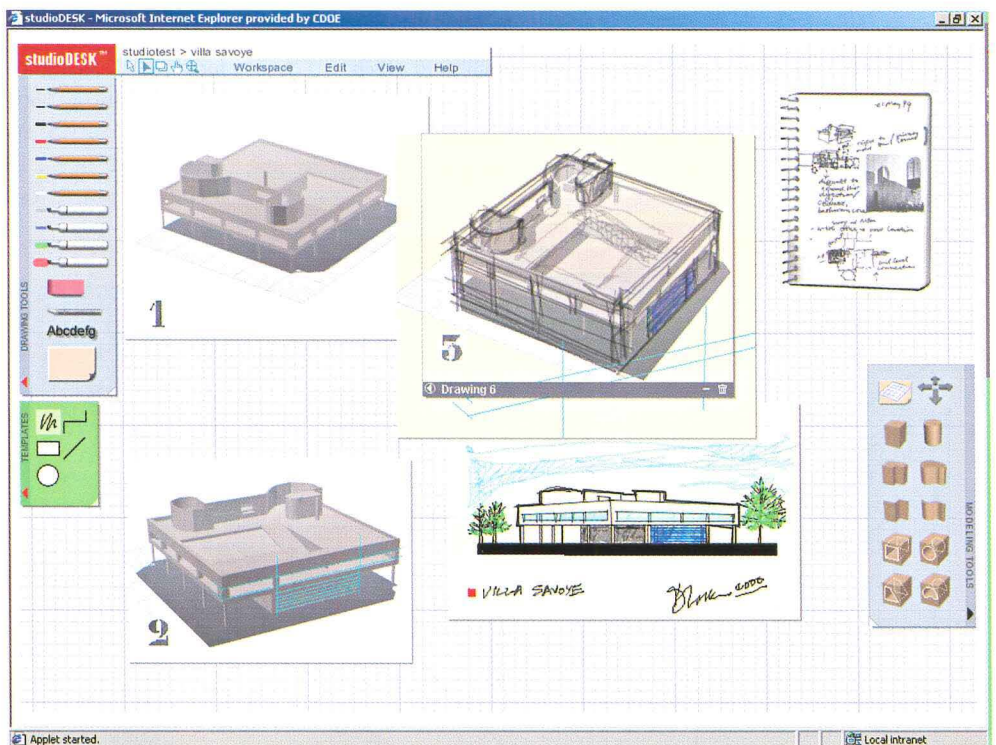 studioDESK - Microsoft Internet Explorer provided by CDOE
studioDESK™
studiotest > villa savoye
Workspace Edit View Help
DRAWING TOOLS
Abcdefg
TEMPLATES
1
5
Drawing 6
2
VILLA SAVOYE
2000
MODELING TOOLS
Applet started.
Local intranet